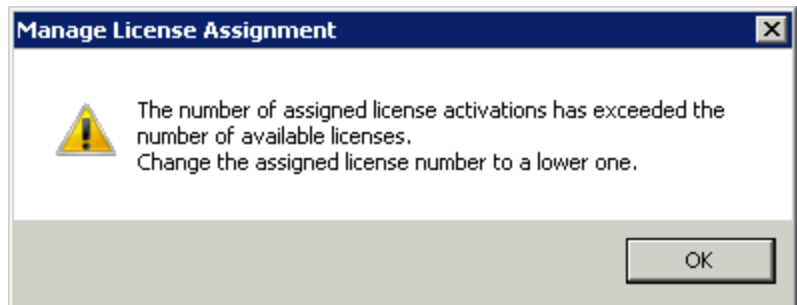 Manage License Assignment
The number of assigned license activations has exceeded the
number of available licenses.
Change the assigned license number to a lower one.
OK